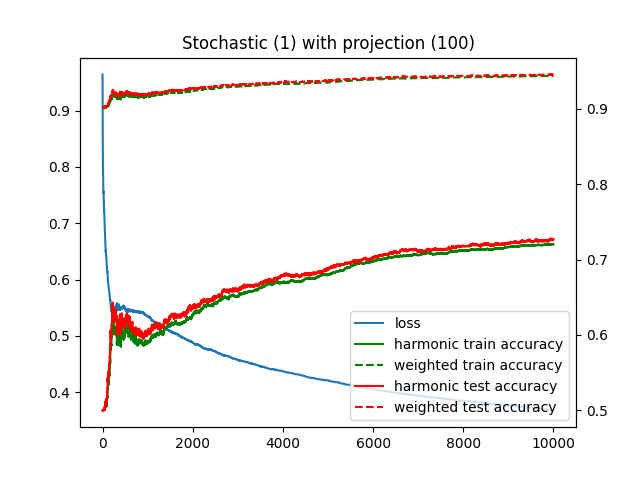 Stochastic (1) with projection (100)
0.9
0.8
0.7
0.6
0.5
0.4
0.9
0.8
0.7
0.6
0.5
loss
harmonic train accuracy
weighted train accuracy
harmonic test accuracy
weighted test accuracy
0 2000 4000 6000 8000 10000